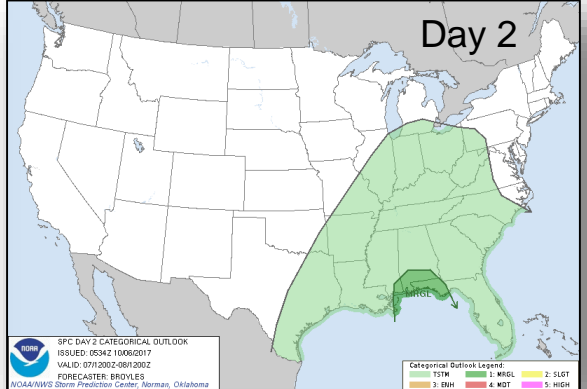 Day 2
MRGL
NOAA
SPC DAY 2 CATEGORICAL OUTLOOK
ISSUED: 0534Z 10/06/2017
VALID: 07/1200Z-08/1200Z
FORECASTER: BROYLES
NOAA/NWS Storm Prediction Center, Norman, Oklahoma
Categorical Outlook Legend:
TSTM 1: MRGL 2: SLGT
3: ENH 4: MDT 5: HIGH